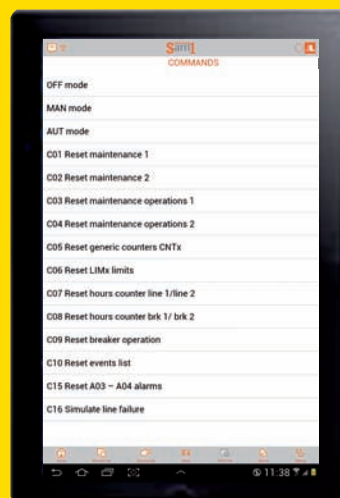 Sam1
COMMANDS
OFF mode
MAN mode
AUT mode
C01 Reset maintenance 1
C02 Reset maintenance 2
C03 Reset maintenance operations 1
C04 Reset maintenance operations 2
C05 Reset generic counters CNTx
C06 Reset LIMx limits
C07 Reset hours counter line 1/line 2
C08 Reset hours counter brk 1/ brk 2
C09 Reset breaker operation
C10 Reset events list
C15 Reset A03 – A04 alarms
C16 Simulate line failure
11:38